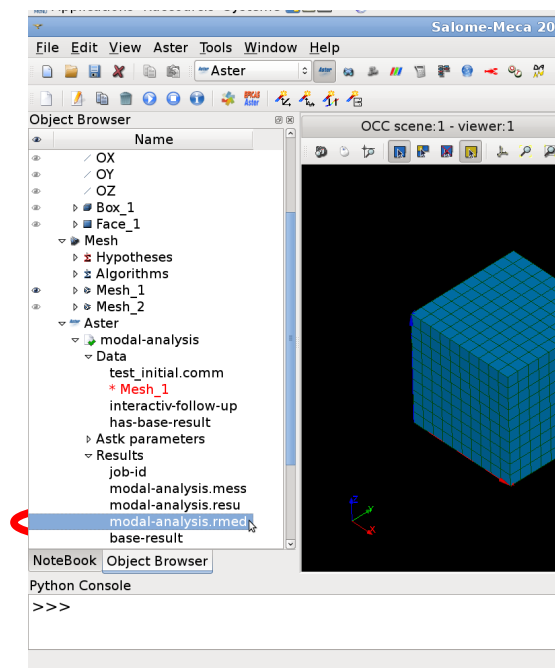 Salome-Meca 20
File Edit View Aster Tools Window Help
Aster
Object Browser
OCC scene:1 - viewer:1
Name
OX
OY
OZ
Box_1
Face_1
Mesh
Hypotheses
Algorithms
Mesh_1
Mesh_2
Aster
modal-analysis
Data
test_initial.comm
* Mesh_1
interactiv-follow-up
has-base-result
Astk parameters
Results
job-id
modal-analysis.mess
modal-analysis.resu
modal-analysis.rmed
base-result
Z
Y
X
NoteBook Object Browser
Python Console
>>>